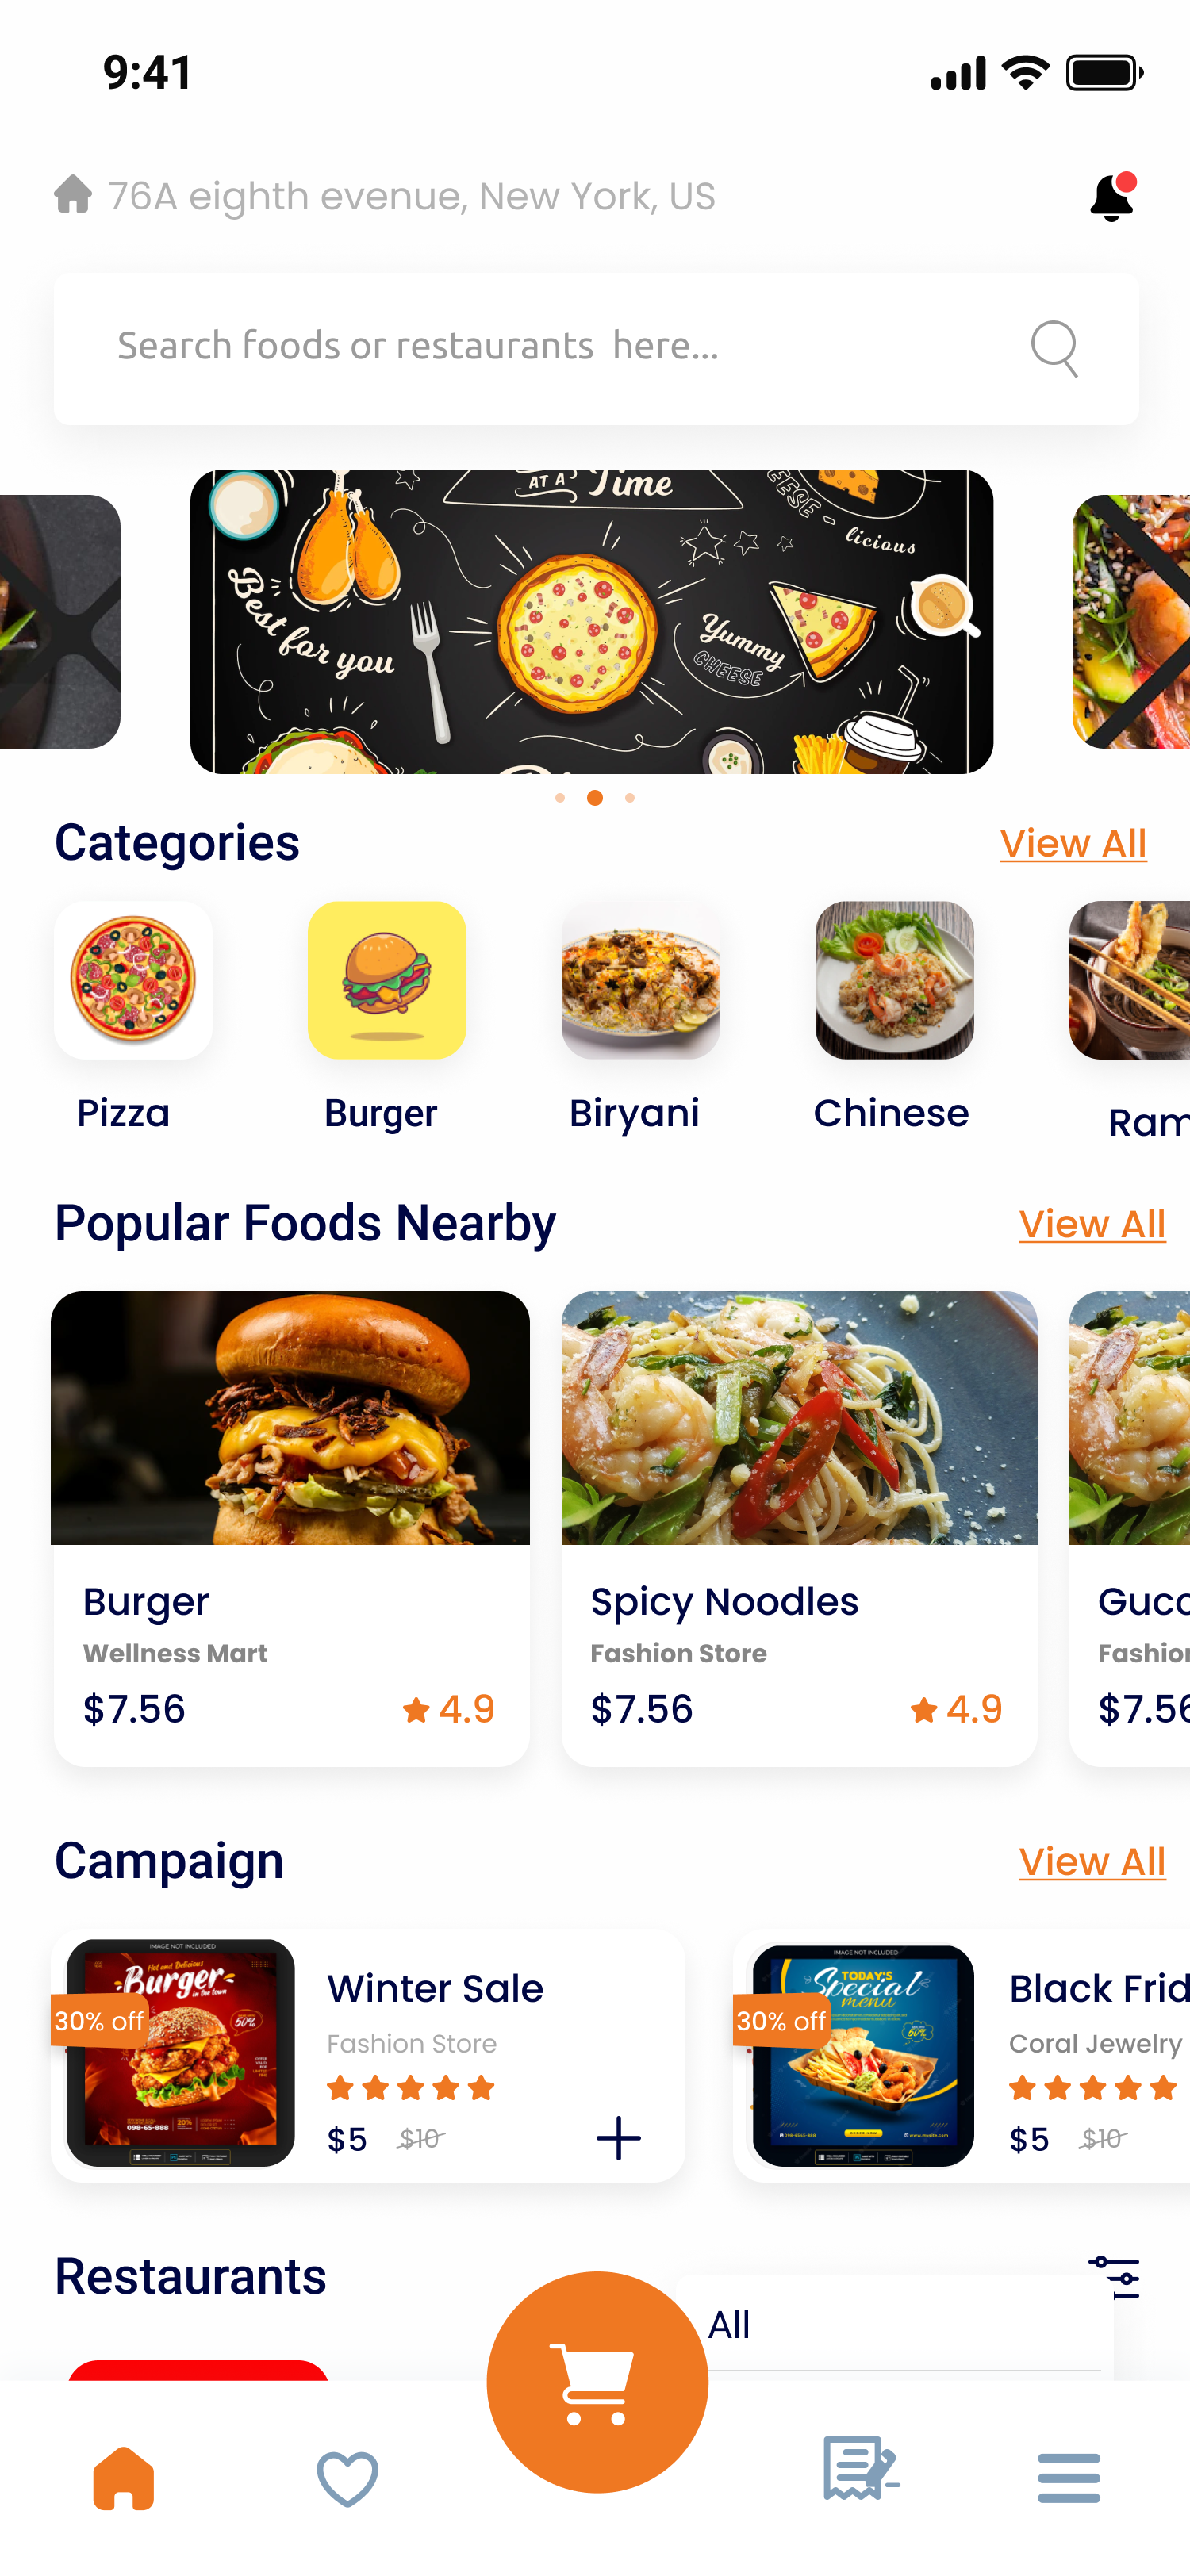 9:41
76A eighth evenue, New York, US
Search foods or restaurants here...
AT A Time
licious
Best for you
Yummy
CHEESE
Categories
View All
Pizza
Burger
Biryani
Chinese
Ram
Popular Foods Nearby
View All
Burger
Wellness Mart
$7.56
4.9
Spicy Noodles
Fashion Store
$7.56
4.9
Gucc
Fashion
$7.56
Campaign
View All
IMAGE NOT INCLUDED
Hot and Delicious
Burger
in the town
50%
30% off
20%
098-65-888
Winter Sale
Fashion Store
$5 $10
IMAGE NOT INCLUDED
TODAY'S
Special
menu
50%
30% off
Black Frid
Coral Jewelry
$5 $10
Restaurants
All